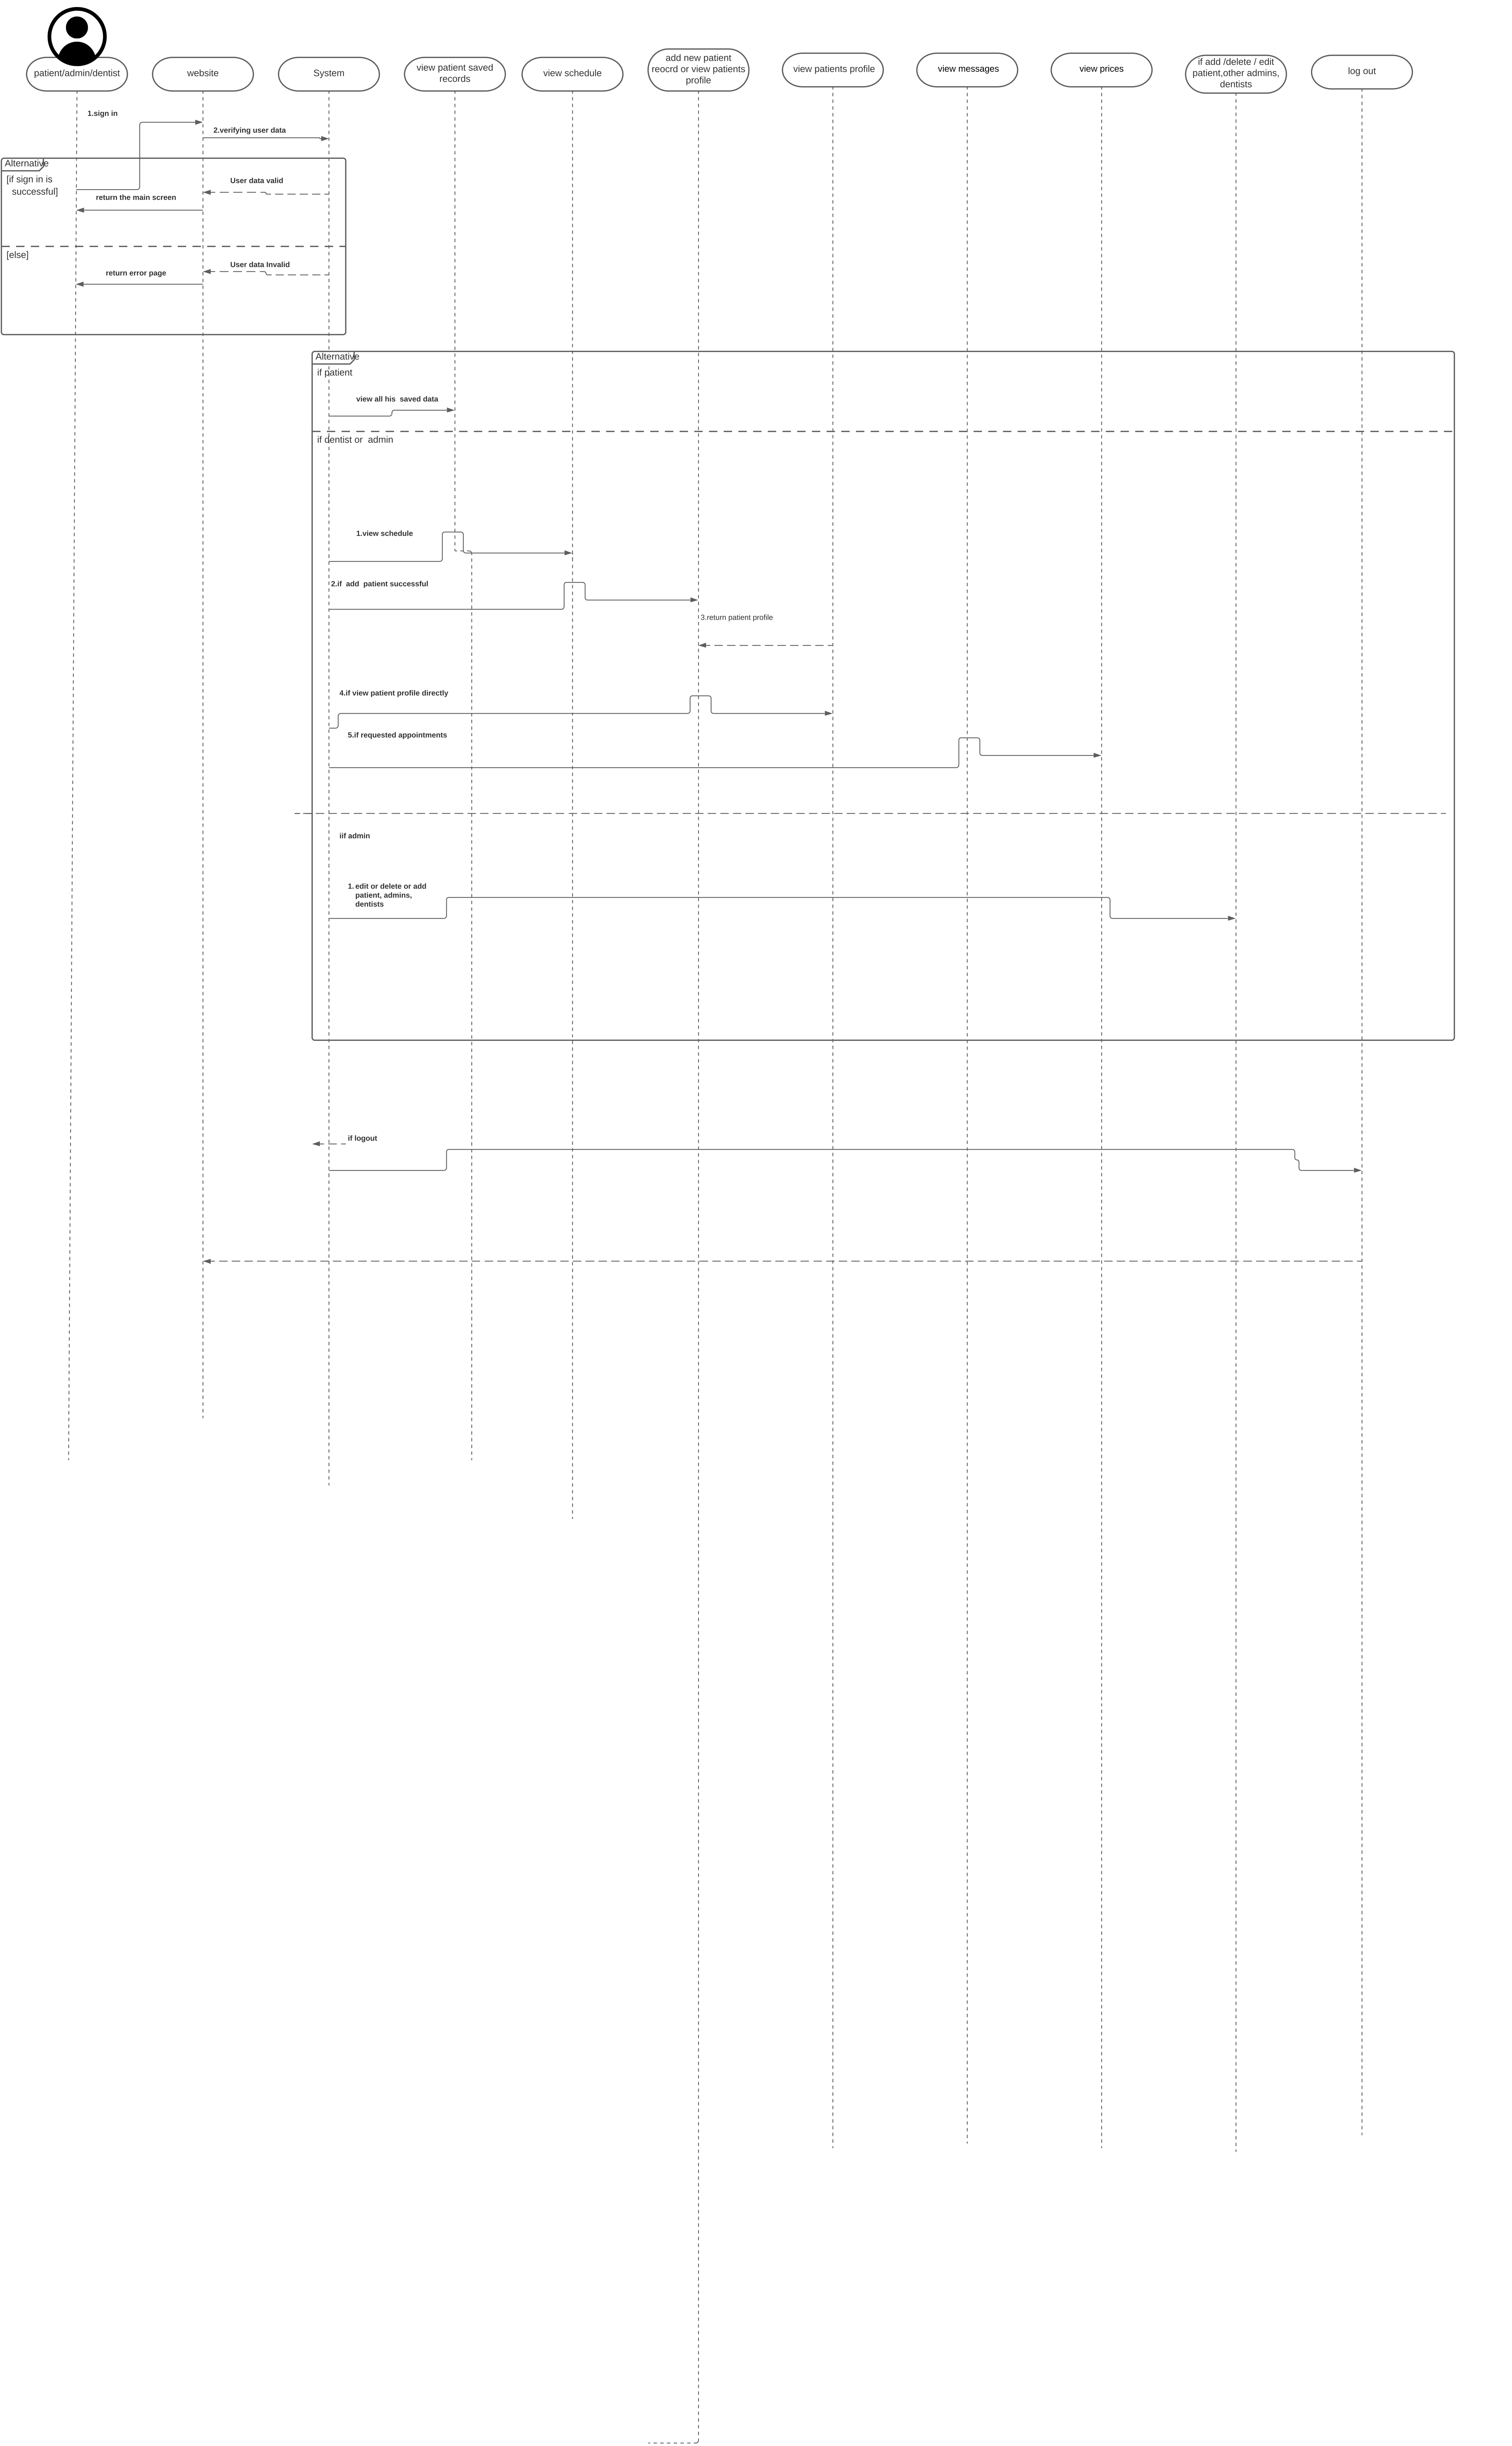 patient/admin/dentist
website
System
view patient saved
records
view schedule
add new patient
reocrd or view patients
profile
view patients profile
view messages
view prices
if add /delete / edit
patient,other admins,
dentists
log out
1.sign in
2.verifying user data
Alternative
[if sign in is
successful]
User data valid
return the main screen
[else]
User data Invalid
return error page
Alternative
if patient
view all his  saved data
if dentist or  admin
1.view schedule
2.if  add  patient successful
3.return patient profile
4.if view patient profile directly
5.if requested appointments
iif admin
1. edit or delete or add
patient, admins,
dentists
if logout